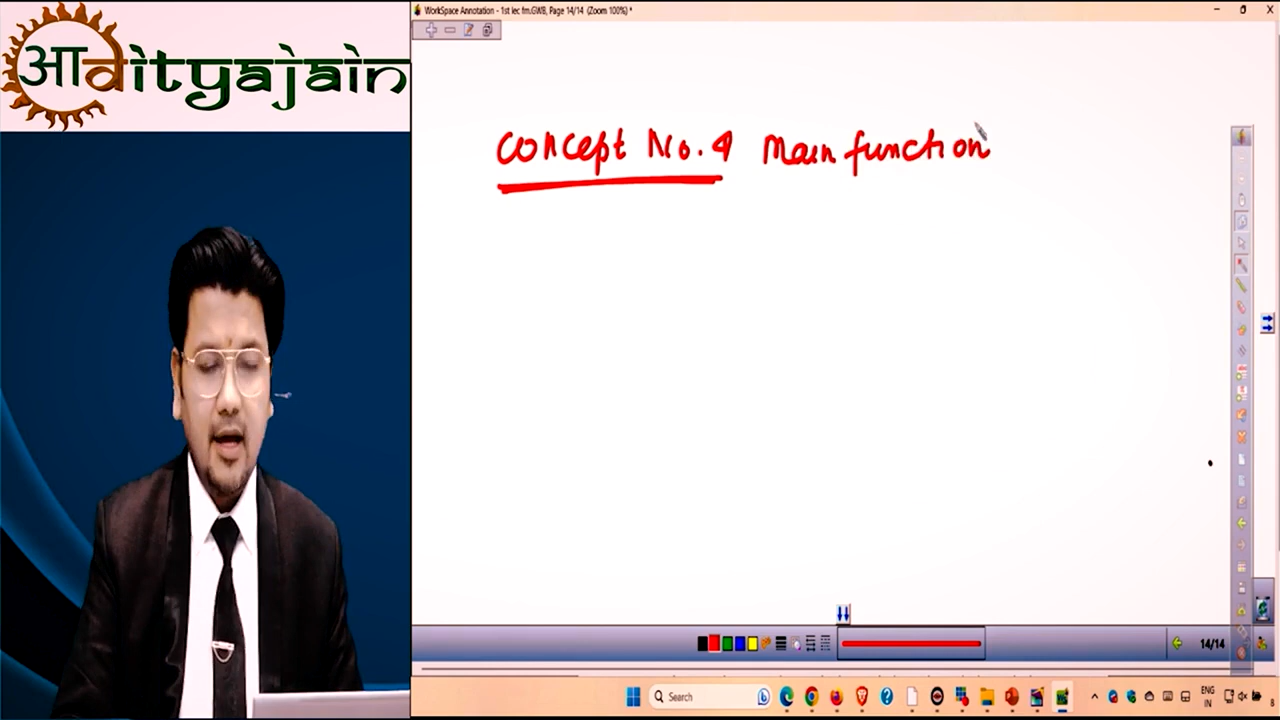 आdityajain
WorkSpace Annotation - 1st lec fm.GWB, Page 14/14 (Zoom 100%) *
Concept No. 4 Main function
14/14
Search
ENG
IN